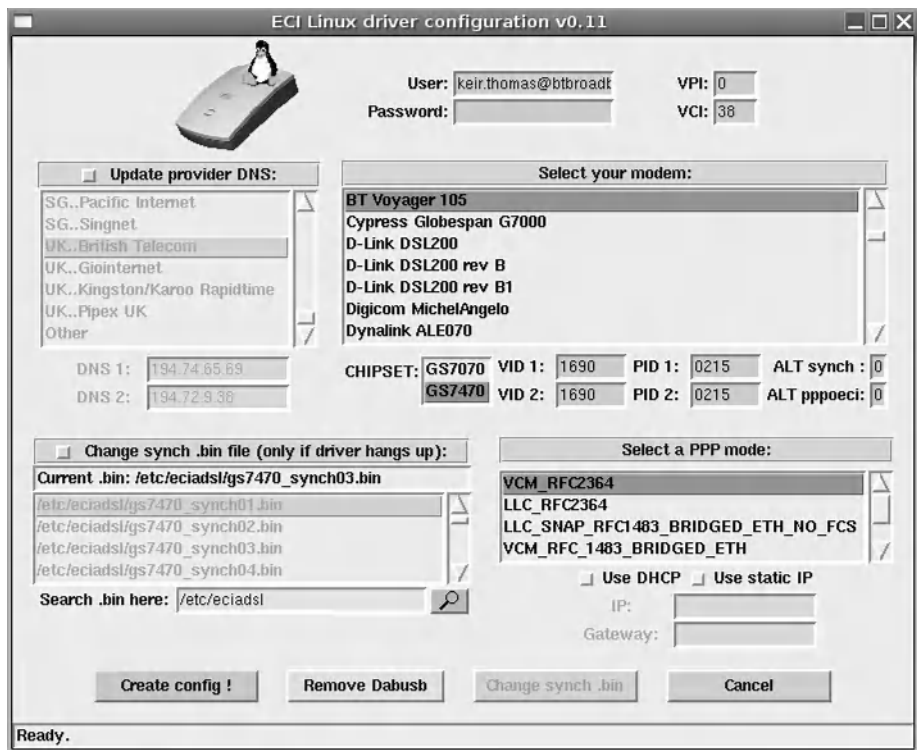 ECI Linux driver configuration v0.11
User: keir.thomas@btbroadb
VPI: 0
Password:
VCI: 38
Update provider DNS:
SG..Pacific Internet
SG..Singnet
UK..British Telecom
UK..Giointernet
UK..Kingston/Karoo Rapidtime
UK..Pipex UK
Other
DNS 1: 194.74.65.69
DNS 2: 194.72.9.38
Select your modem:
BT Voyager 105
Cypress Globespan G7000
D-Link DSL200
D-Link DSL200 rev B
D-Link DSL200 rev B1
Digicom MichelAngelo
Dynalink ALE070
CHIPSET: GS7070 VID 1: 1690 PID 1: 0215 ALT synch : 0
GS7470 VID 2: 1690 PID 2: 0215 ALT pppoeci: 0
Change synch .bin file (only if driver hangs up):
Current .bin: /etc/eciadsl/gs7470_synch03.bin
/etc/eciadsl/gs7470_synch01.bin
/etc/eciadsl/gs7470_synch02.bin
/etc/eciadsl/gs7470_synch03.bin
/etc/eciadsl/gs7470_synch04.bin
Search .bin here: /etc/eciadsl
Select a PPP mode:
VCM_RFC2364
LLC_RFC2364
LLC_SNAP_RFC1483_BRIDGED_ETH_NO_FCS
VCM_RFC_1483_BRIDGED_ETH
Use DHCP Use static IP
IP:
Gateway:
Create config ! Remove Dabusb Change synch .bin Cancel
Ready.